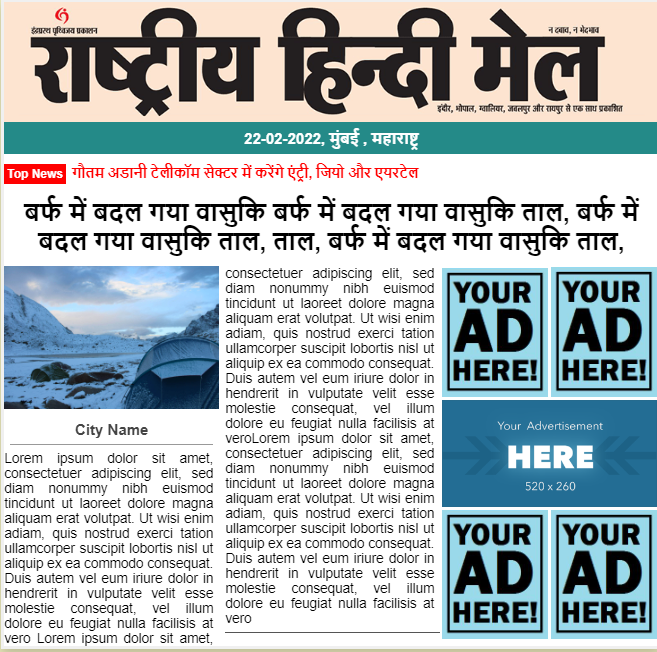 इंद्रप्रस्थ पृथ्विजय प्रकाशन
न दबाव, न भेदभाव
राष्ट्रीय हिन्दी मेल
इंदौर, भोपाल, ग्वालियर, जबलपुर और रायपुर से एक साथ प्रकाशित
22-02-2022, मुंबई , महाराष्ट्र
Top News गौतम अडानी टेलीकॉम सेक्टर में करेंगे एंट्री, जियो और एयरटेल
बर्फ में बदल गया वासुकि बर्फ में बदल गया वासुकि ताल, बर्फ में
बदल गया वासुकि ताल, ताल, बर्फ में बदल गया वासुकि ताल,
City Name
Lorem ipsum dolor sit amet,
consectetuer adipiscing elit, sed
diam nonummy nibh euismod
tincidunt ut laoreet dolore magna
aliquam erat volutpat. Ut wisi enim
adiam, quis nostrud exerci tation
ullamcorper suscipit lobortis nisl ut
aliquip ex ea commodo consequat.
Duis autem vel eum iriure dolor in
hendrerit in vulputate velit esse
molestie consequat, vel illum
dolore eu feugiat nulla facilisis at
vero Lorem ipsum dolor sit amet,
consectetuer adipiscing elit, sed
diam nonummy nibh euismod
tincidunt ut laoreet dolore magna
aliquam erat volutpat. Ut wisi enim
adiam, quis nostrud exerci tation
ullamcorper suscipit lobortis nisl ut
aliquip ex ea commodo consequat.
Duis autem vel eum iriure dolor in
hendrerit in vulputate velit esse
molestie consequat, vel illum
dolore eu feugiat nulla facilisis at
veroLorem ipsum dolor sit amet,
consectetuer adipiscing elit, sed
diam nonummy nibh euismod
tincidunt ut laoreet dolore magna
aliquam erat volutpat. Ut wisi enim
adiam, quis nostrud exerci tation
ullamcorper suscipit lobortis nisl ut
aliquip ex ea commodo consequat.
Duis autem vel eum iriure dolor in
hendrerit in vulputate velit esse
molestie consequat, vel illum
dolore eu feugiat nulla facilisis at
vero
YOUR
AD
HERE!
YOUR
AD
HERE!
Your Advertisement
HERE
520 x 260
YOUR
AD
HERE!
YOUR
AD
HERE!